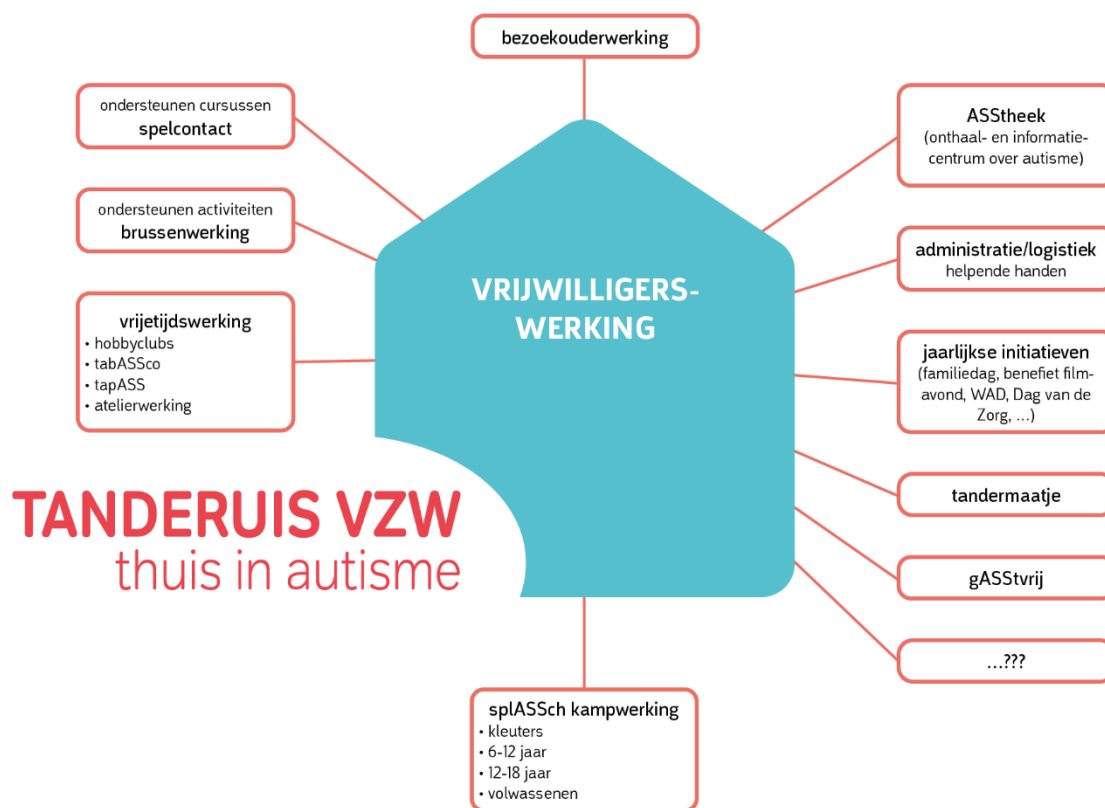 bezoekouderwerking
ondersteunen cursussen
spelcontact
ondersteunen activiteiten
brussenwerking
vrijetijdswerking
• hobbyclubs
• tabASSco
• tapASS
• atelierwerking
VRIJWILLIGERS-
WERKING
ASStheek
(onthaal- en informatie-
centrum over autisme)
administratie/logistiek
helpende handen
jaarlijkse initiatieven
(familiedag, benefiet film-
avond, WAD, Dag van de
Zorg, ...)
tandermaatje
gASStvrij
...???
TANDERUIS VZW
thuis in autisme
splASSch kampwerking
• kleuters
• 6-12 jaar
• 12-18 jaar
• volwassenen